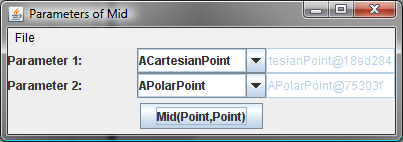 Parameters of Mid
File
Parameter 1: ACartesianPoint tesianPoint@18ed284
Parameter 2: APolarPoint APolarPoint@75303f
Mid(Point,Point)